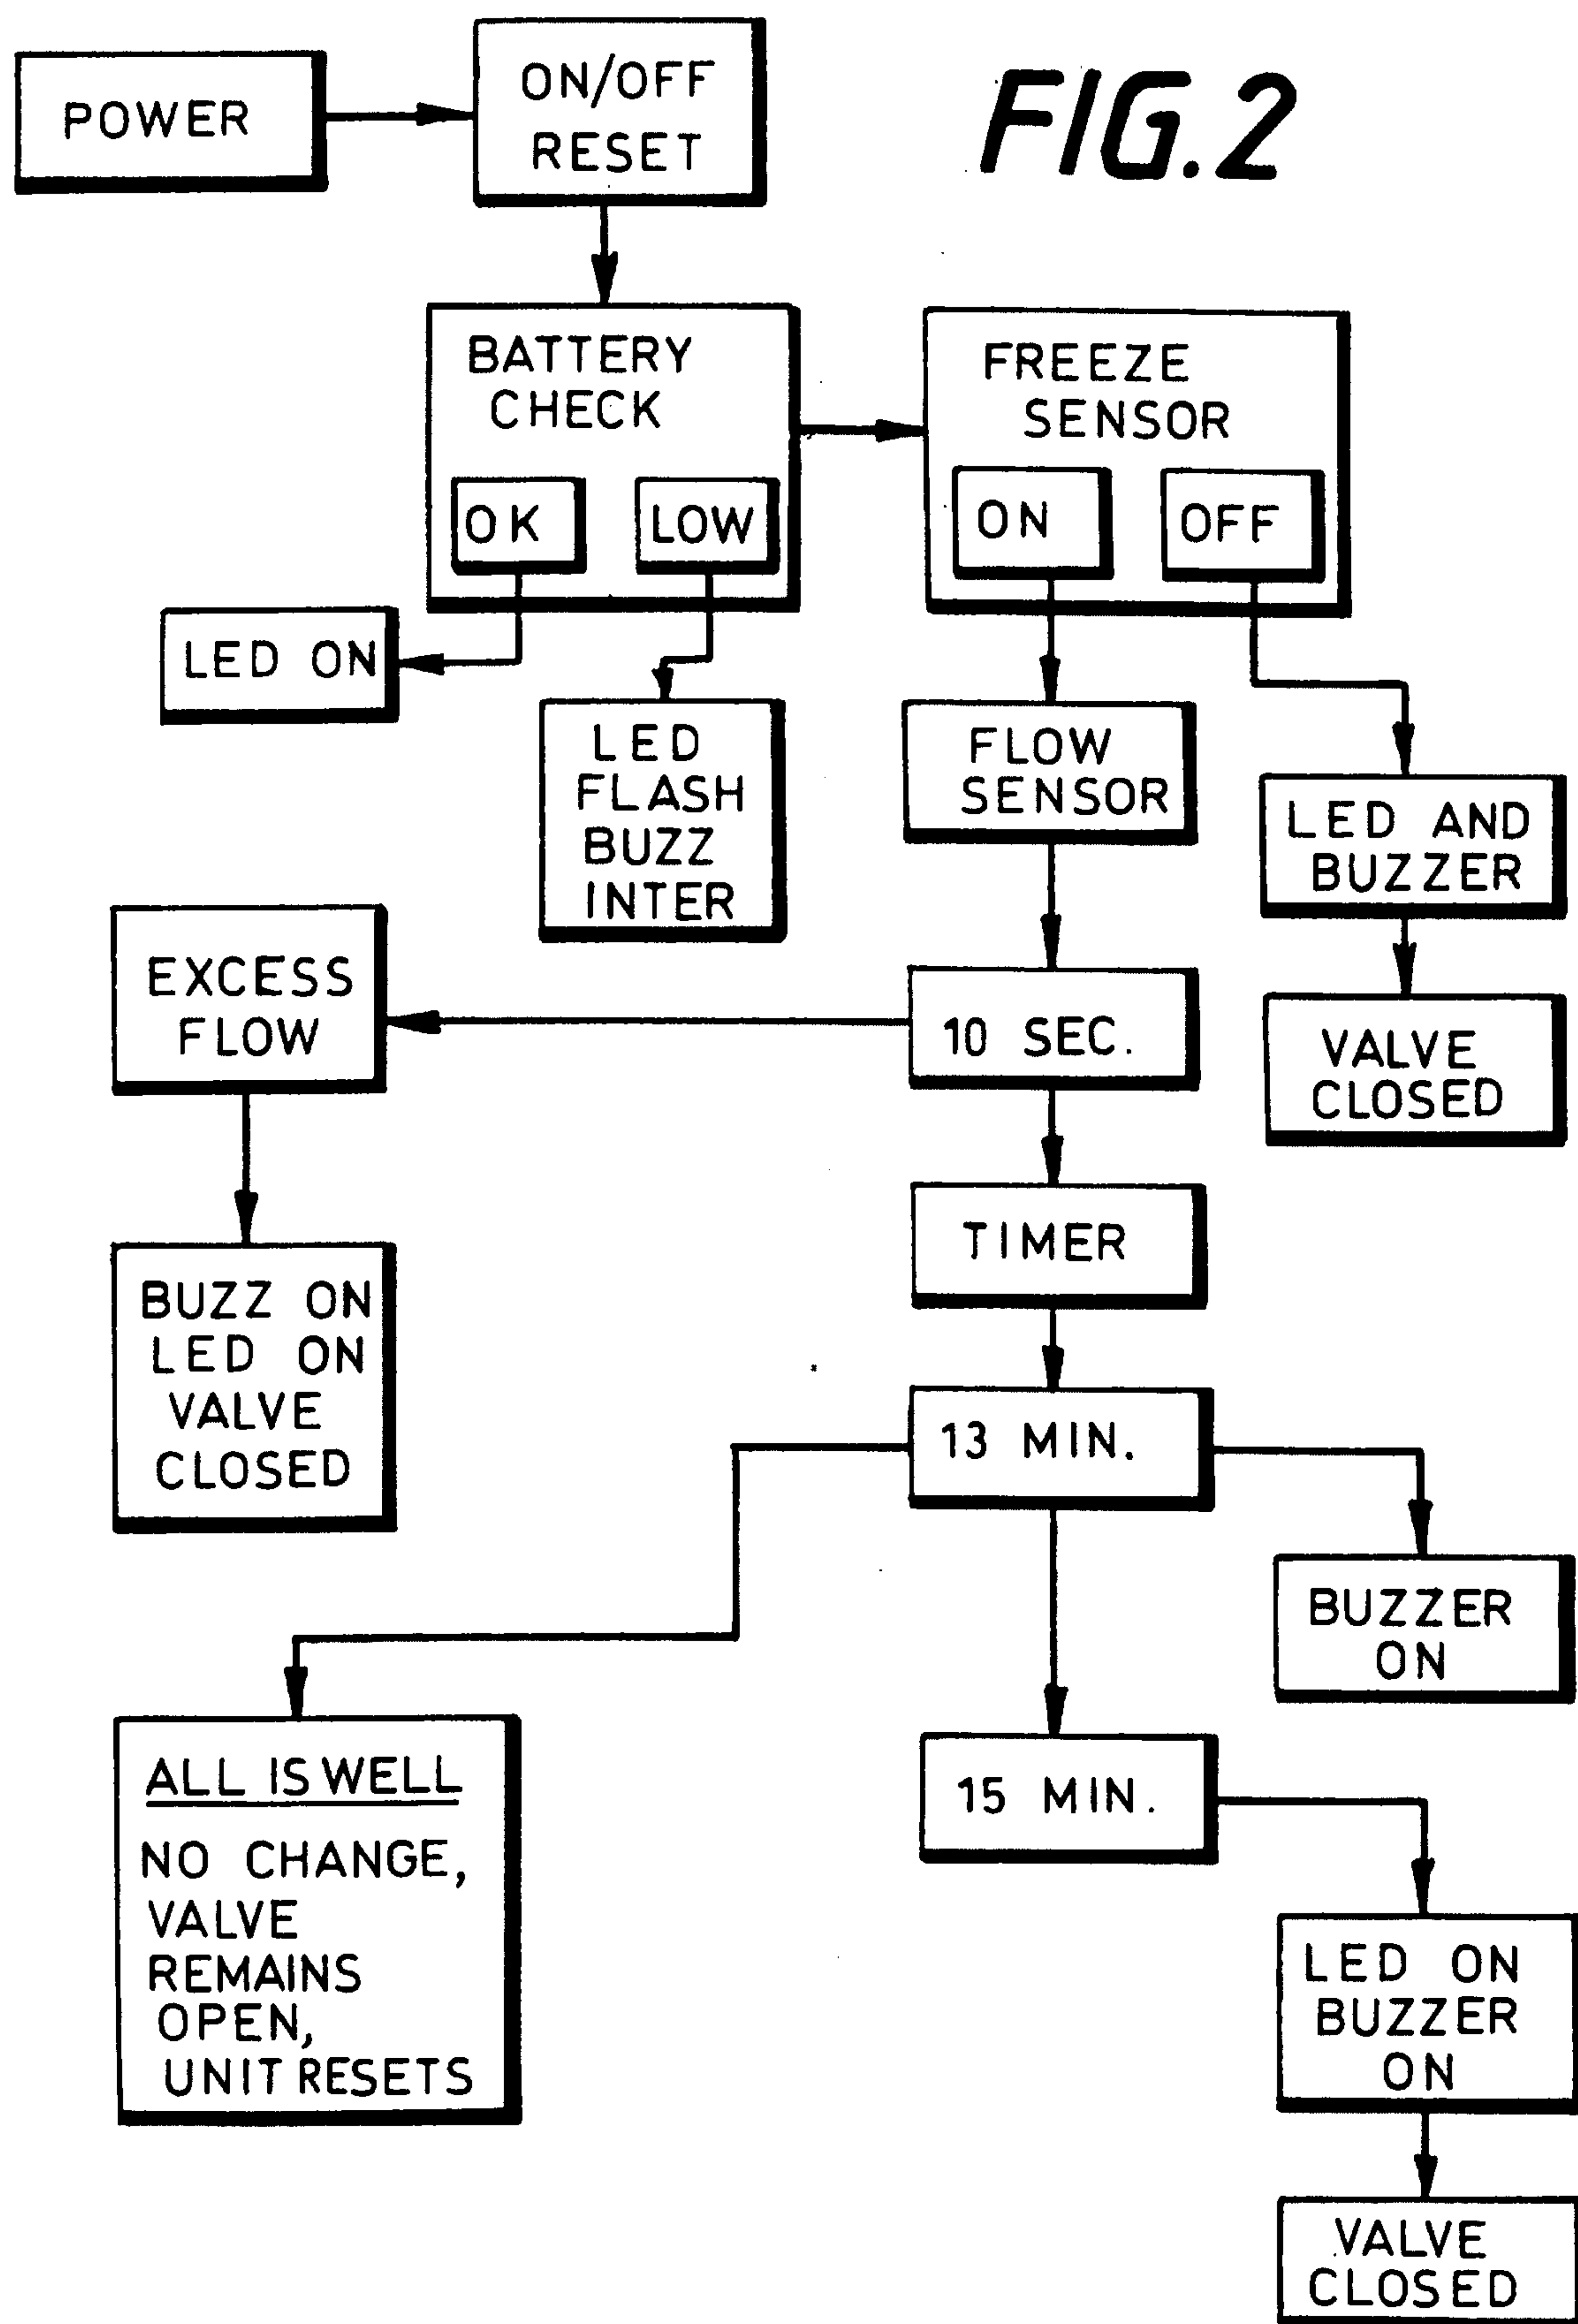 FIG.2
POWER
ON/OFF
RESET
BATTERY
CHECK
OK
LOW
FREEZE
SENSOR
ON
OFF
LED ON
LED
FLASH
BUZZ
INTER
FLOW
SENSOR
LED AND
BUZZER
VALVE
CLOSED
EXCESS
FLOW
10 SEC.
BUZZ ON
LED ON
VALVE
CLOSED
TIMER
13 MIN.
BUZZER
ON
ALL IS WELL
NO CHANGE,
VALVE
REMAINS
OPEN,
UNIT RESETS
15 MIN.
LED ON
BUZZER
ON
VALVE
CLOSED